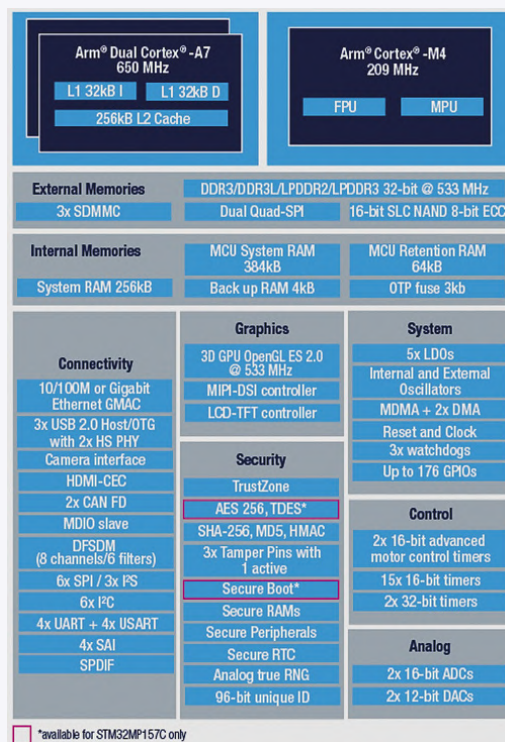 Arm® Dual Cortex® -A7
650 MHz
L1 32kB I
L1 32kB D
256kB L2 Cache
Arm® Cortex® -M4
209 MHz
FPU
MPU
External Memories
DDR3/DDR3L/LPDDR2/LPDDR3 32-bit @ 533 MHz
3x SDMMC
Dual Quad-SPI
16-bit SLC NAND 8-bit ECC
Internal Memories
MCU System RAM
384kB
MCU Retention RAM
64kB
System RAM 256kB
Back up RAM 4kB
OTP fuse 3kb
Connectivity
10/100M or Gigabit
Ethernet GMAC
3x USB 2.0 Host/OTG
with 2x HS PHY
Camera interface
HDMI-CEC
2x CAN FD
MDIO slave
DFSDM
(8 channels/6 filters)
6x SPI / 3x I²S
6x I²C
4x UART + 4x USART
4x SAI
SPDIF
Graphics
3D GPU OpenGL ES 2.0
@ 533 MHz
MIPI-DSI controller
LCD-TFT controller
Security
TrustZone
AES 256, TDES*
SHA-256, MD5, HMAC
3x Tamper Pins with
1 active
Secure Boot*
Secure RAMs
Secure Peripherals
Secure RTC
Analog true RNG
96-bit unique ID
System
5x LDOs
Internal and External
Oscillators
MDMA + 2x DMA
Reset and Clock
3x watchdogs
Up to 176 GPIOs
Control
2x 16-bit advanced
motor control timers
15x 16-bit timers
2x 32-bit timers
Analog
2x 16-bit ADCs
2x 12-bit DACs
*available for STM32MP157C only